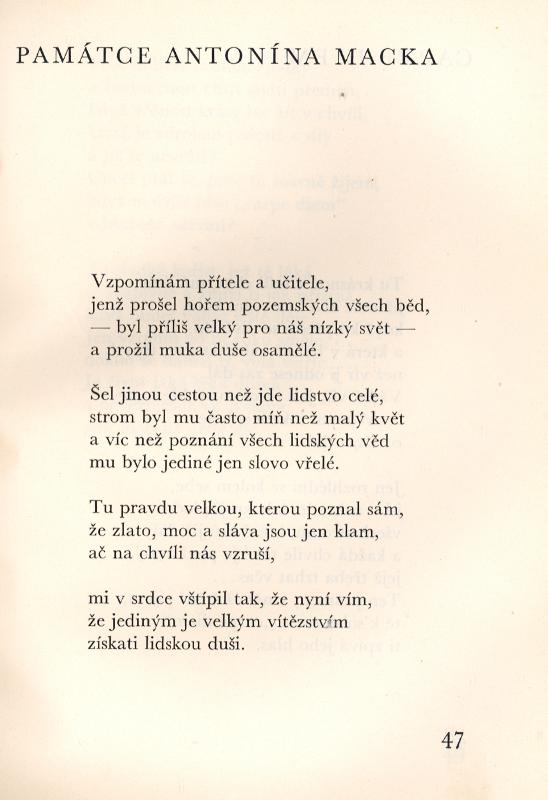 PAMÁTCE ANTONÍNA MACKA
Vzpomínám přítele a učitele,
jenž prošel hořem pozemských všech běd,
— byl příliš velký pro náš nízký svět —
a prožil muka duše osamělé.
Šel jinou cestou než jde lidstvo celé,
strom byl mu často míň než malý květ
a víc než poznání všech lidských věd
mu bylo jediné jen slovo vřelé.
Tu pravdu velkou, kterou poznal sám,
že zlato, moc a sláva jsou jen klam,
ač na chvíli nás vzruší,
mi v srdce vštípil tak, že nyní vím,
že jediným je velkým vítězstvím
získati lidskou duši.
47